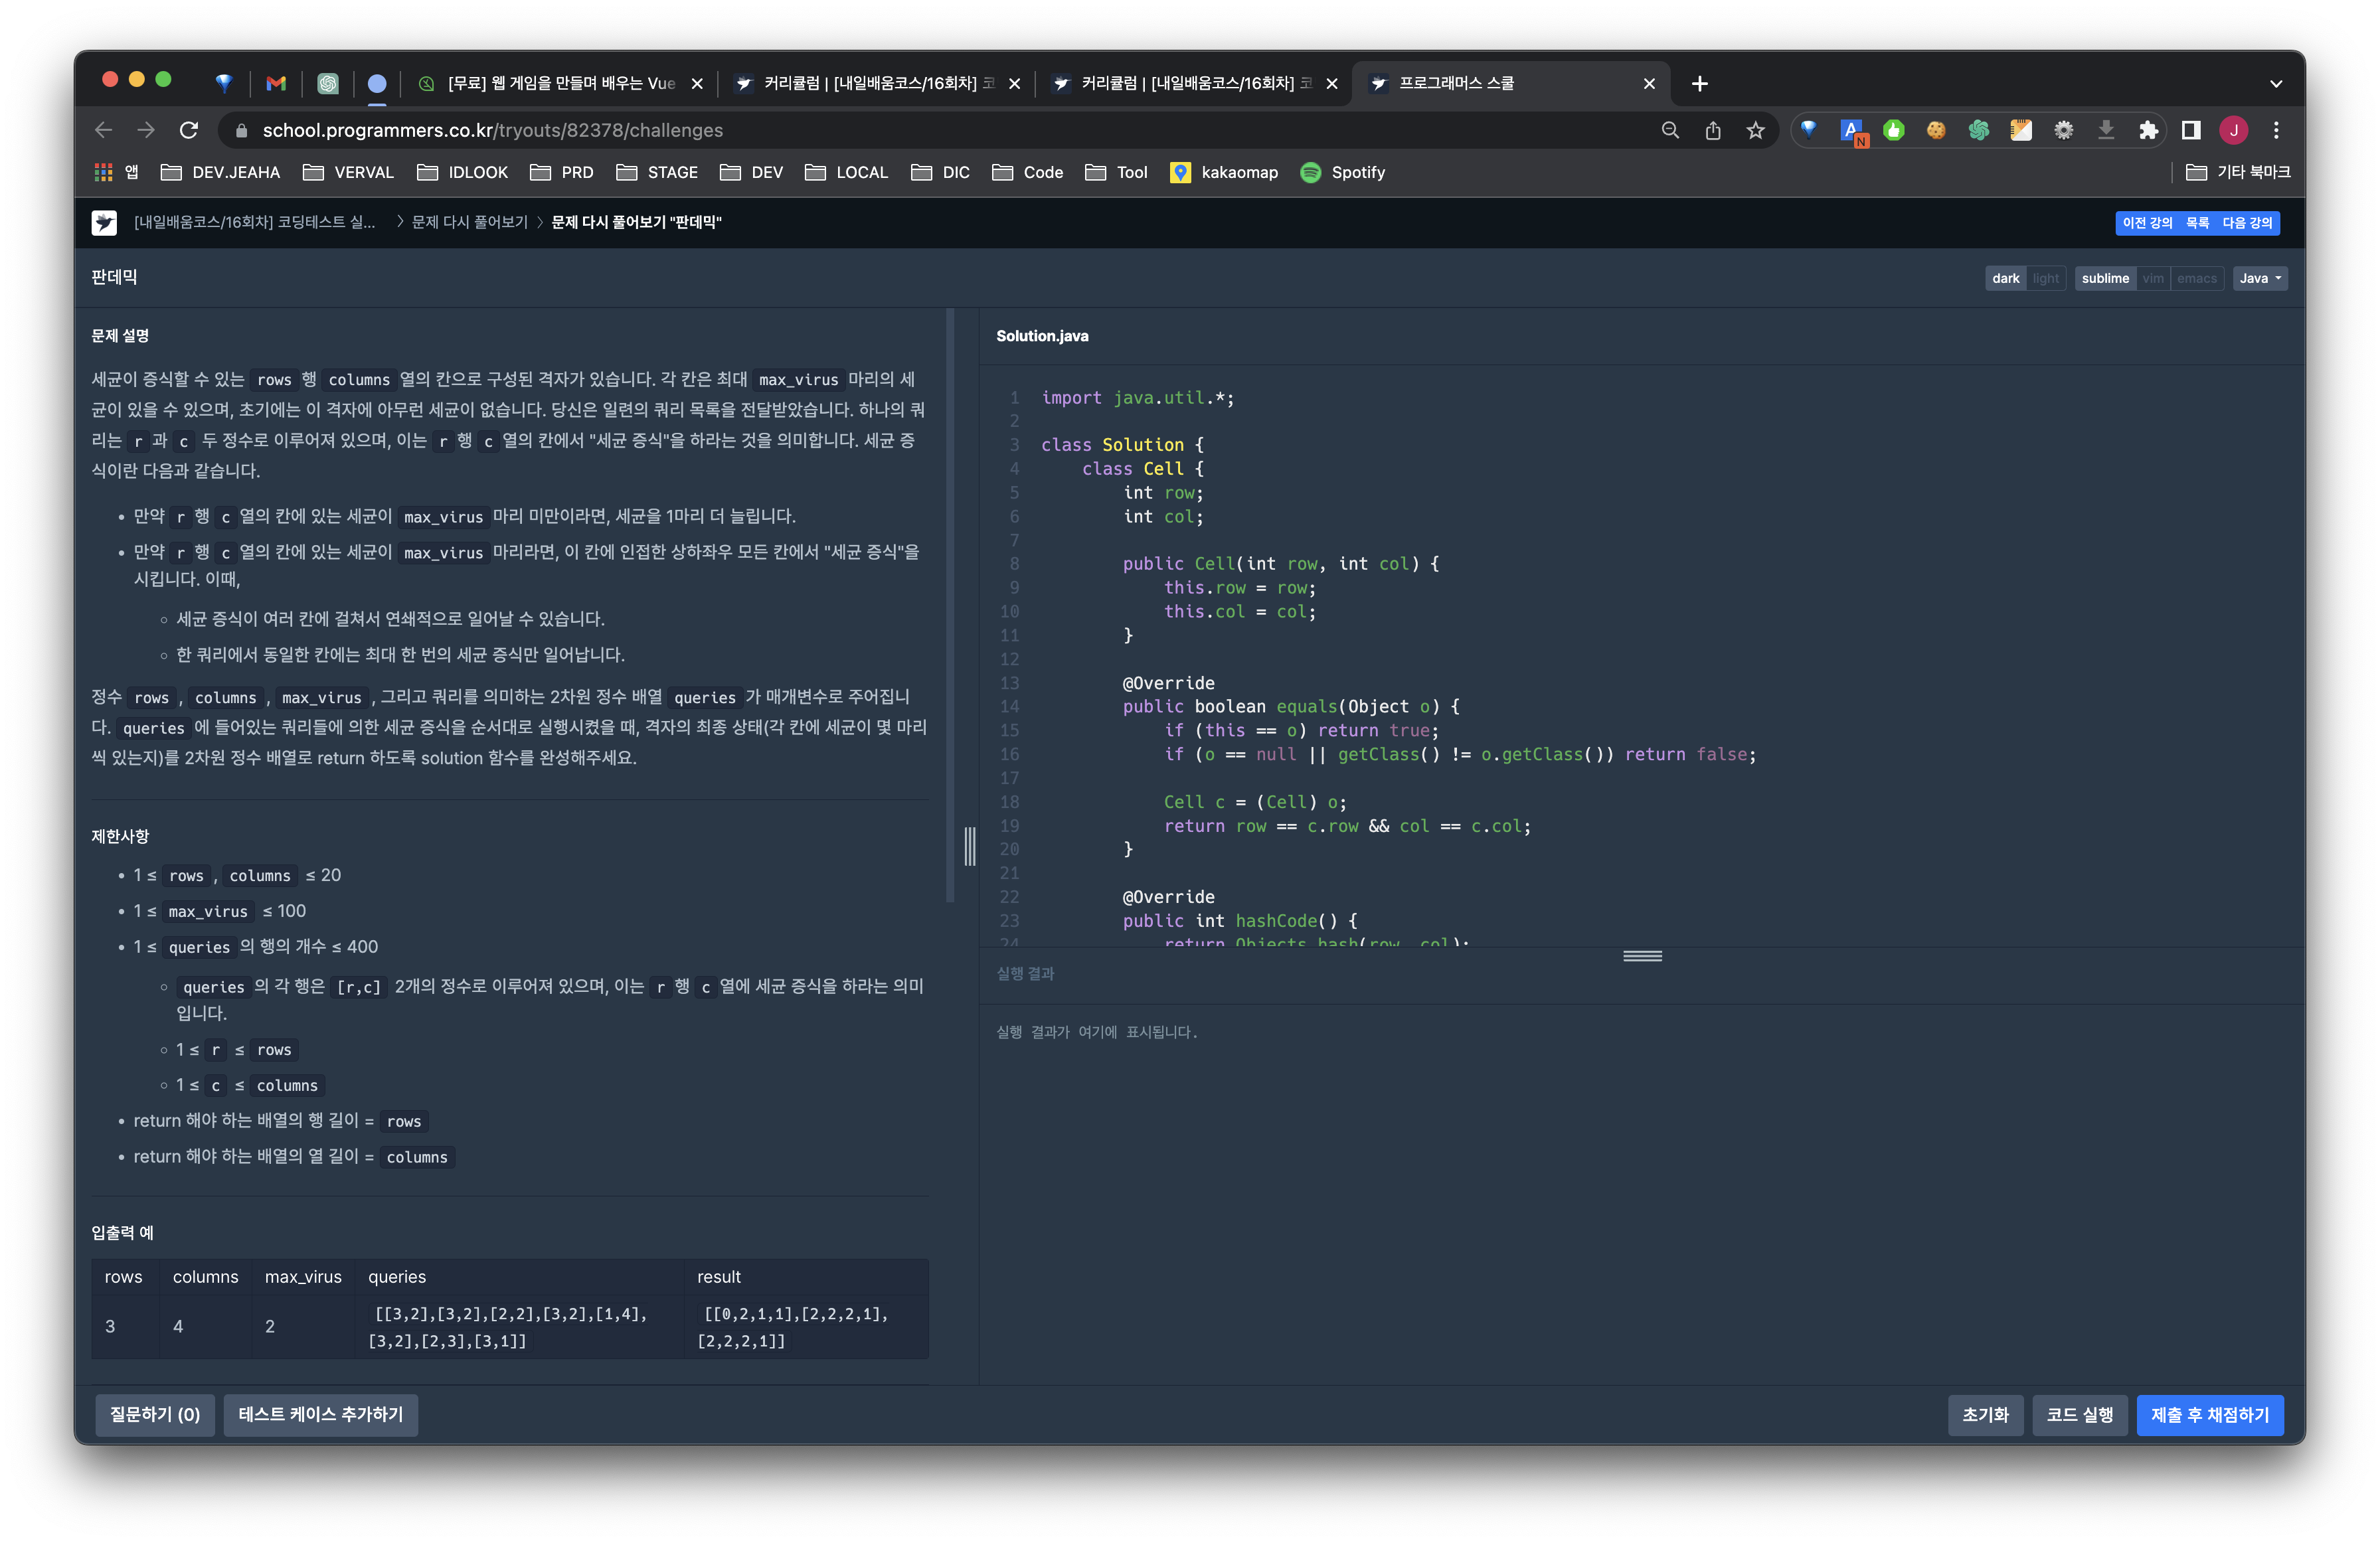 [무료] 웹 게임을 만들며 배우는 Vue
커리큘럼 | [내일배움코스/16회차] 코
커리큘럼 | [내일배움코스/16회차] 코
프로그래머스 스쿨
school.programmers.co.kr/tryouts/82378/challenges
A
N
J
앱
DEV.JEAHA
VERVAL
IDLOOK
PRD
STAGE
DEV
LOCAL
DIC
Code
Tool
kakaomap
Spotify
기타 북마크
[내일배움코스/16회차] 코딩테스트 실... > 문제 다시 풀어보기 > 문제 다시 풀어보기 "판데믹"
이전 강의 목록 다음 강의
판데믹
dark light
sublime vim emacs
Java
문제 설명
세균이 증식할 수 있는 rows 행 columns 열의 칸으로 구성된 격자가 있습니다. 각 칸은 최대 max_virus 마리의 세
균이 있을 수 있으며, 초기에는 이 격자에 아무런 세균이 없습니다. 당신은 일련의 쿼리 목록을 전달받았습니다. 하나의 쿼
리는 r 과 c 두 정수로 이루어져 있으며, 이는 r 행 c 열의 칸에서 "세균 증식"을 하라는 것을 의미합니다. 세균 증
식이란 다음과 같습니다.
• 만약 r 행 c 열의 칸에 있는 세균이 max_virus 마리 미만이라면, 세균을 1마리 더 늘립니다.
• 만약 r 행 c 열의 칸에 있는 세균이 max_virus 마리라면, 이 칸에 인접한 상하좌우 모든 칸에서 "세균 증식"을
시킵니다. 이때,
◦ 세균 증식이 여러 칸에 걸쳐서 연쇄적으로 일어날 수 있습니다.
◦ 한 쿼리에서 동일한 칸에는 최대 한 번의 세균 증식만 일어납니다.
정수 rows , columns , max_virus , 그리고 쿼리를 의미하는 2차원 정수 배열 queries 가 매개변수로 주어집니
다. queries 에 들어있는 쿼리들에 의한 세균 증식을 순서대로 실행시켰을 때, 격자의 최종 상태(각 칸에 세균이 몇 마리
씩 있는지)를 2차원 정수 배열로 return 하도록 solution 함수를 완성해주세요.
제한사항
• 1 ≤ rows , columns ≤ 20
• 1 ≤ max_virus ≤ 100
• 1 ≤ queries 의 행의 개수 ≤ 400
◦ queries 의 각 행은 [r,c] 2개의 정수로 이루어져 있으며, 이는 r 행 c 열에 세균 증식을 하라는 의미
입니다.
◦ 1 ≤ r ≤ rows
◦ 1 ≤ c ≤ columns
• return 해야 하는 배열의 행 길이 = rows
• return 해야 하는 배열의 열 길이 = columns
입출력 예
rows columns max_virus queries result
3 4 2 [[3,2],[3,2],[2,2],[3,2],[1,4], [[0,2,1,1],[2,2,2,1],
[3,2],[2,3],[3,1]] [2,2,2,1]]
Solution.java
1 import java.util.*;
2
3 class Solution {
4 class Cell {
5 int row;
6 int col;
7
8 public Cell(int row, int col) {
9 this.row = row;
10 this.col = col;
11 }
12
13 @Override
14 public boolean equals(Object o) {
15 if (this == o) return true;
16 if (o == null || getClass() != o.getClass()) return false;
17
18 Cell c = (Cell) o;
19 return row == c.row && col == c.col;
20 }
21
22 @Override
23 public int hashCode() {
24 return Objects.hash(row, col);
실행 결과
실행 결과가 여기에 표시됩니다.
질문하기 (0)
테스트 케이스 추가하기
초기화
코드 실행
제출 후 채점하기